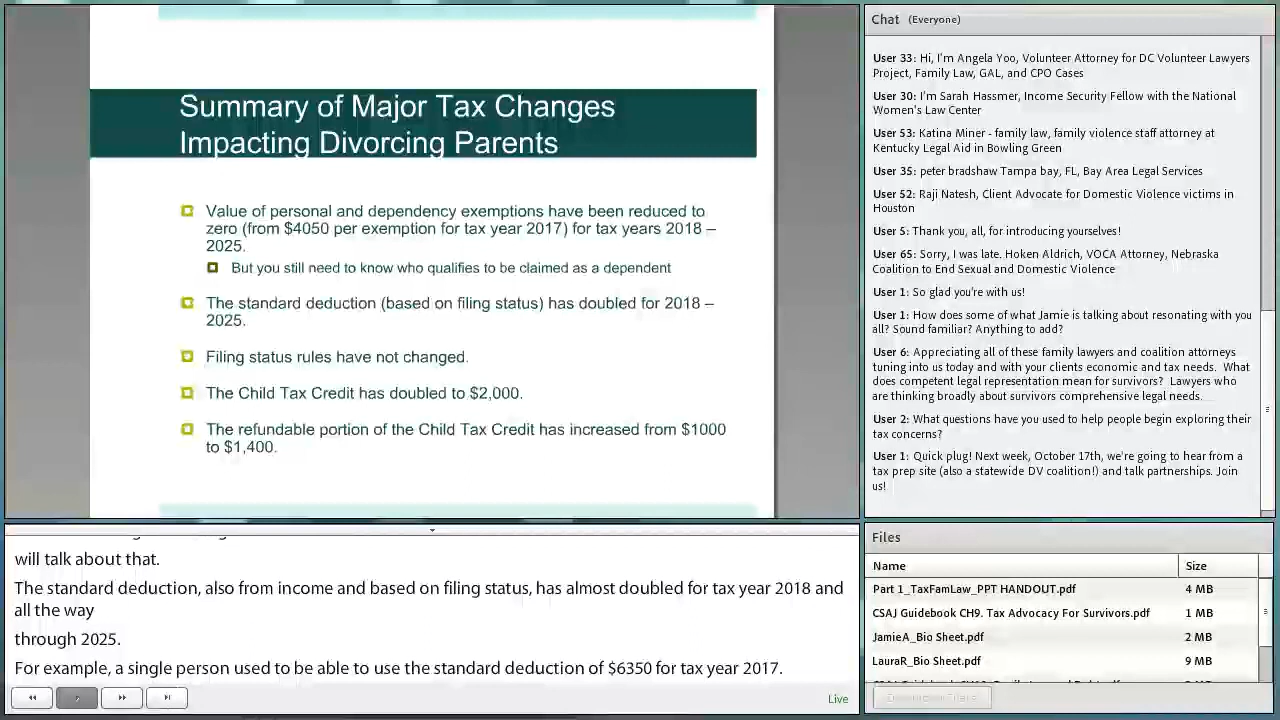 Summary of Major Tax Changes
Impacting Divorcing Parents
Value of personal and dependency exemptions have been reduced to
zero (from $4050 per exemption for tax year 2017) for tax years 2018 –
2025.
But you still need to know who qualifies to be claimed as a dependent
The standard deduction (based on filing status) has doubled for 2018 –
2025.
Filing status rules have not changed.
The Child Tax Credit has doubled to $2,000.
The refundable portion of the Child Tax Credit has increased from $1000
to $1,400.
will talk about that.
The standard deduction, also from income and based on filing status, has almost doubled for tax year 2018 and
all the way
through 2025.
For example, a single person used to be able to use the standard deduction of $6350 for tax year 2017.
Live
Chat (Everyone)
User 33: Hi, I'm Angela Yoo, Volunteer Attorney for DC Volunteer Lawyers
Project, Family Law, GAL, and CPO Cases
User 30: I'm Sarah Hassmer, Income Security Fellow with the National
Women's Law Center
User 53: Katina Miner - family law, family violence staff attorney at
Kentucky Legal Aid in Bowling Green
User 35: peter bradshaw Tampa bay, FL, Bay Area Legal Services
User 52: Raji Natesh, Client Advocate for Domestic Violence victims in
Houston
User 5: Thank you, all, for introducing yourselves!
User 65: Sorry, I was late. Hoken Aldrich, VOCA Attorney, Nebraska
Coalition to End Sexual and Domestic Violence
User 1: So glad you're with us!
User 1: How does some of what Jamie is talking about resonating with you
all? Sound familiar? Anything to add?
User 6: Appreciating all of these family lawyers and coalition attorneys
tuning into us today and with your clients economic and tax needs. What
does competent legal representation mean for survivors? Lawyers who
are thinking broadly about survivors comprehensive legal needs.
User 2: What questions have you used to help people begin exploring their
tax concerns?
User 1: Quick plug! Next week, October 17th, we're going to hear from a
tax prep site (also a statewide DV coalition!) and talk partnerships. Join
us!
Files
Name Size
Part 1_TaxFamLaw_PPT HANDOUT.pdf 4 MB
CSAJ Guidebook CH9. Tax Advocacy For Survivors.pdf 1 MB
JamieA_Bio Sheet.pdf 2 MB
LauraR_Bio Sheet.pdf 9 MB